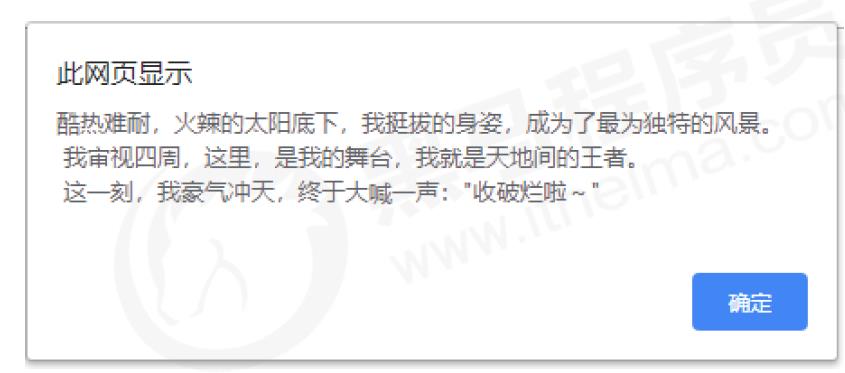 此网页显示
酷热难耐，火辣的太阳底下，我挺拔的身姿，成为了最为独特的风景。
我审视四周，这里，是我的舞台，我就是天地间的王者。
这一刻，我豪气冲天，终于大喊一声："收破烂啦～"
确定
黑马程序员
www.itheima.com